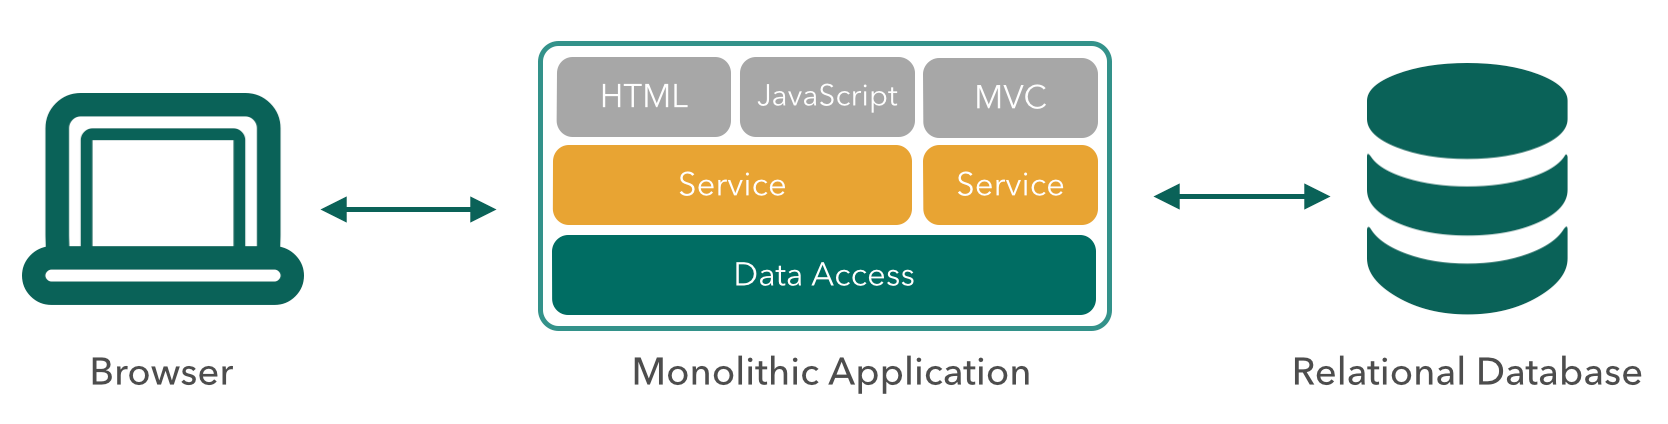 HTML
JavaScript
MVC
Service
Service
Data Access
Browser
Monolithic Application
Relational Database